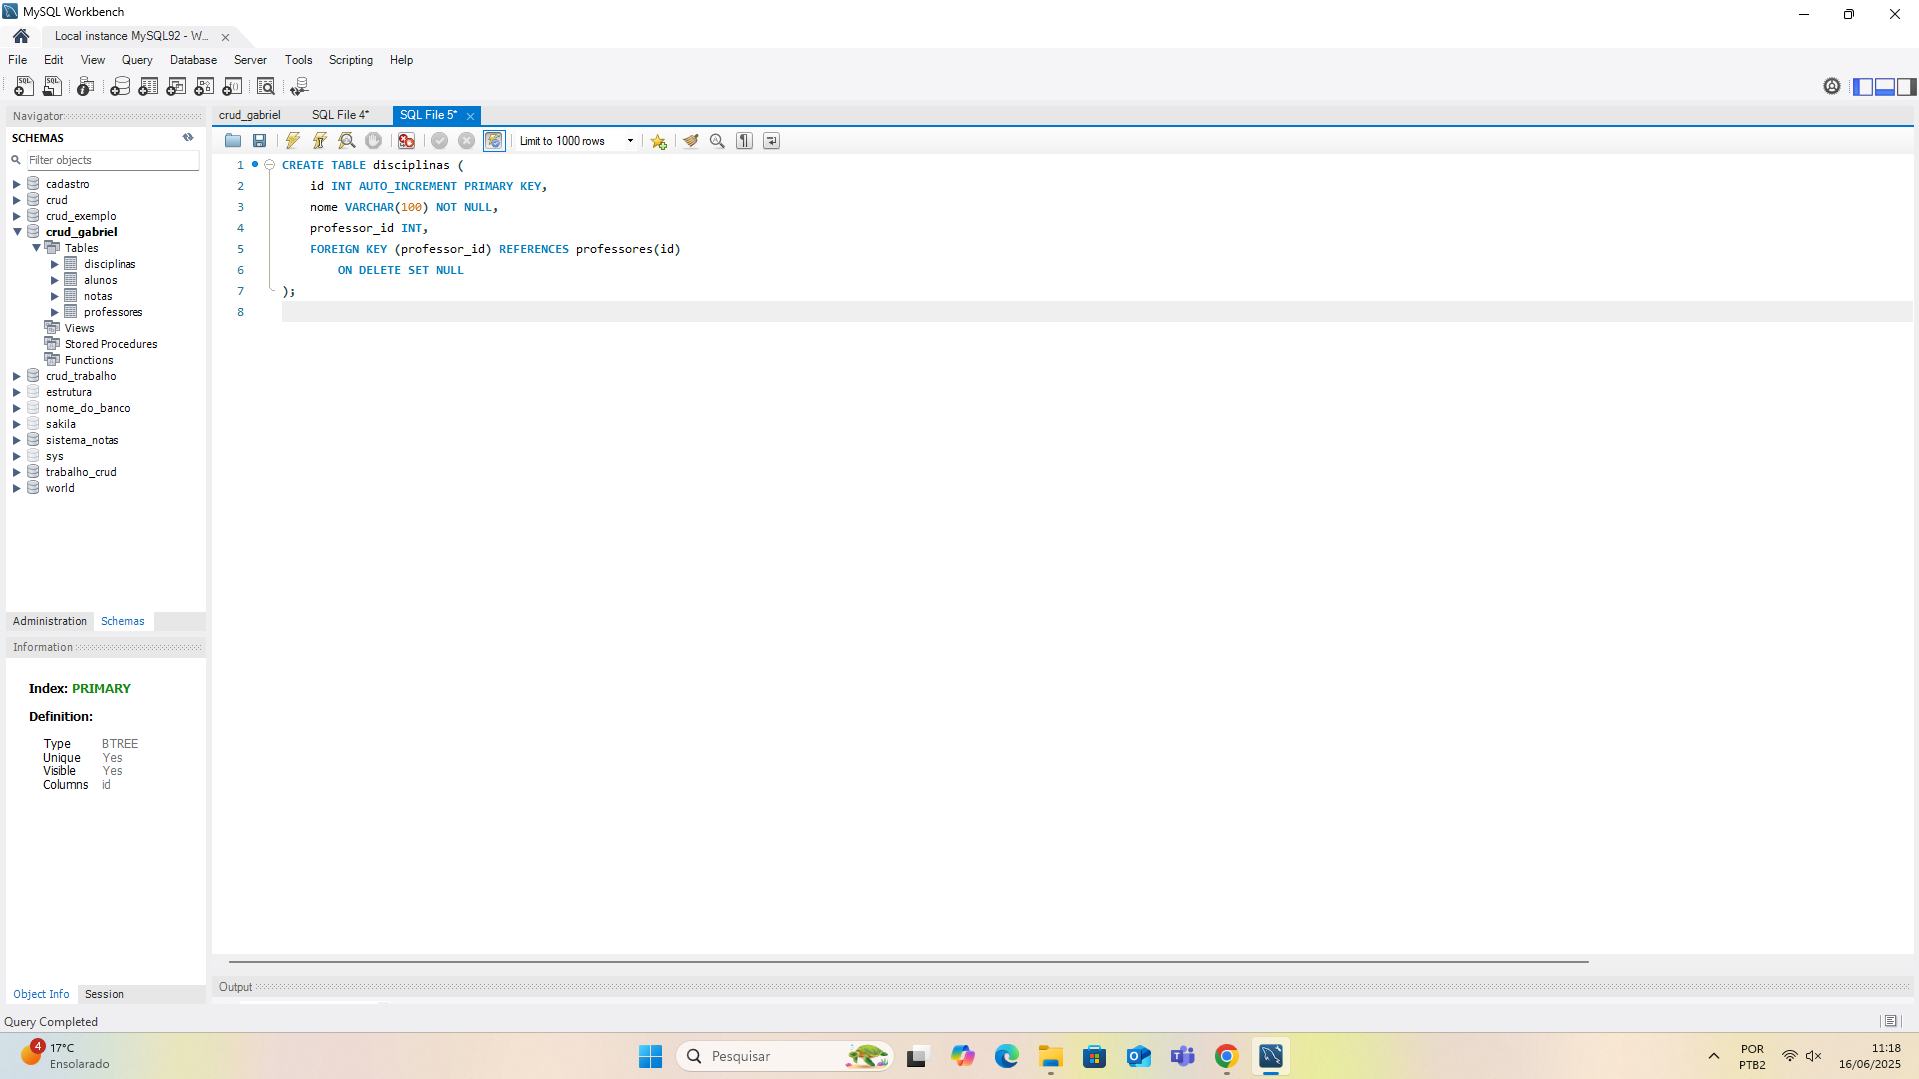 MySQL Workbench
Local instance MySQL92 - W...
File Edit View Query Database Server Tools Scripting Help
Navigator
SCHEMAS
Filter objects
cadastro
crud
crud_exemplo
crud_gabriel
Tables
disciplinas
alunos
notas
professores
Views
Stored Procedures
Functions
crud_trabalho
estrutura
nome_do_banco
sakila
sistema_notas
sys
trabalho_crud
world
Administration Schemas
Information
Index: PRIMARY
Definition:
Type BTREE
Unique Yes
Visible Yes
Columns id
Object Info Session
crud_gabriel SQL File 4* SQL File 5*
Limit to 1000 rows
1 CREATE TABLE disciplinas (
2 id INT AUTO_INCREMENT PRIMARY KEY,
3 nome VARCHAR(100) NOT NULL,
4 professor_id INT,
5 FOREIGN KEY (professor_id) REFERENCES professores(id)
6 ON DELETE SET NULL
7 );
8
Output
Query Completed
4
17°C
Ensolarado
Pesquisar
POR
PTB2
11:18
16/06/2025